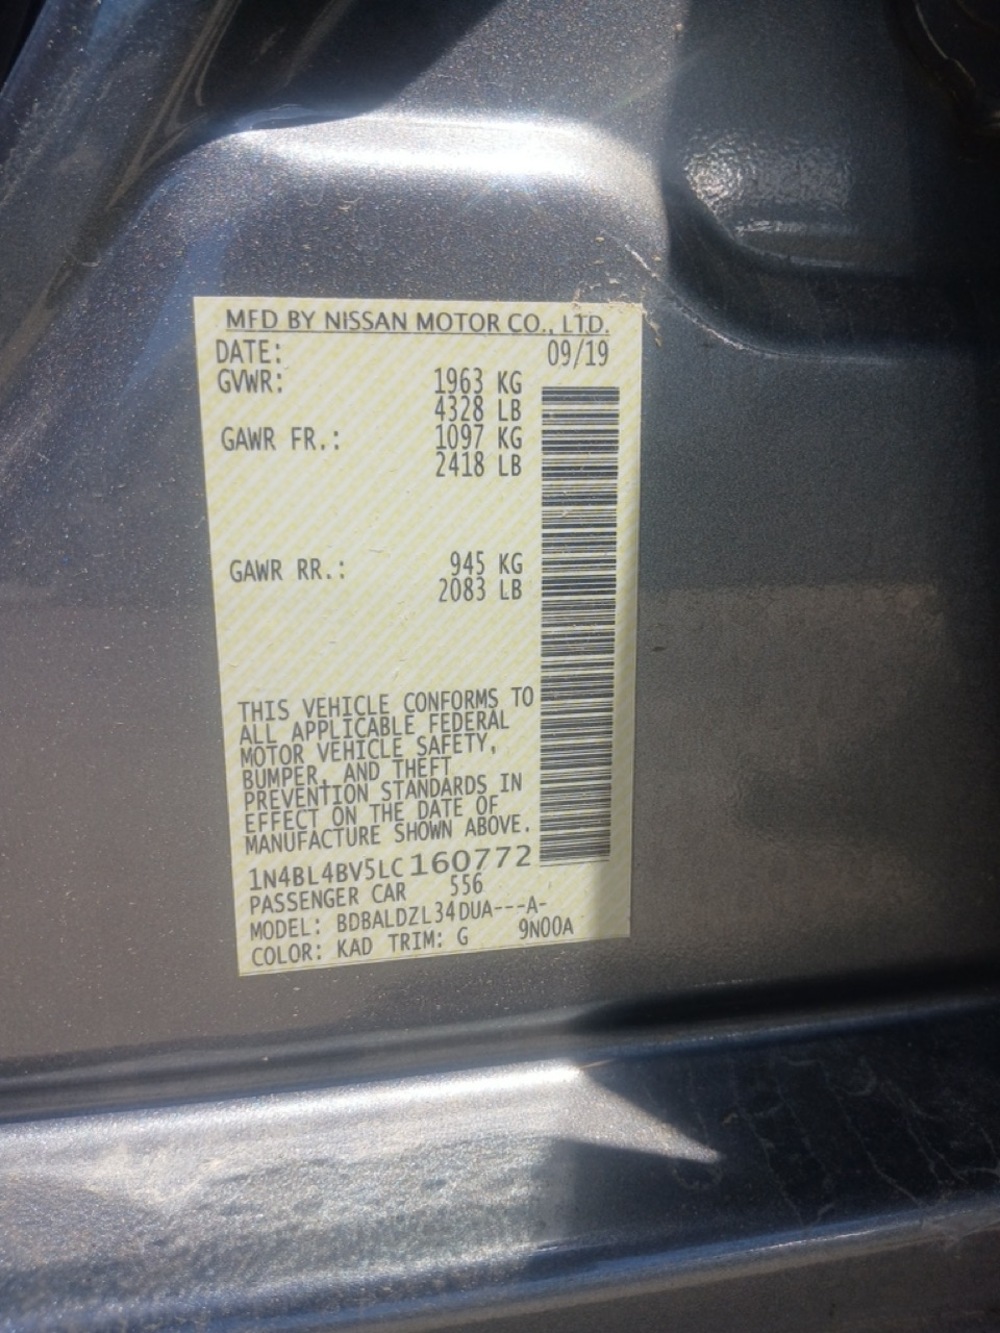 MFD BY NISSAN MOTOR CO., LTD.
DATE: 09/19
GVWR: 1963 KG
4328 LB
GAWR FR.: 1097 KG
2418 LB
GAWR RR.: 945 KG
2083 LB
THIS VEHICLE CONFORMS TO
ALL APPLICABLE FEDERAL
MOTOR VEHICLE SAFETY,
BUMPER, AND THEFT
PREVENTION STANDARDS IN
EFFECT ON THE DATE OF
MANUFACTURE SHOWN ABOVE.
1N4BL4BV5LC160772
PASSENGER CAR 556
MODEL: BDBALDZL34DUA---A-
COLOR: KAD TRIM: G 9N00A